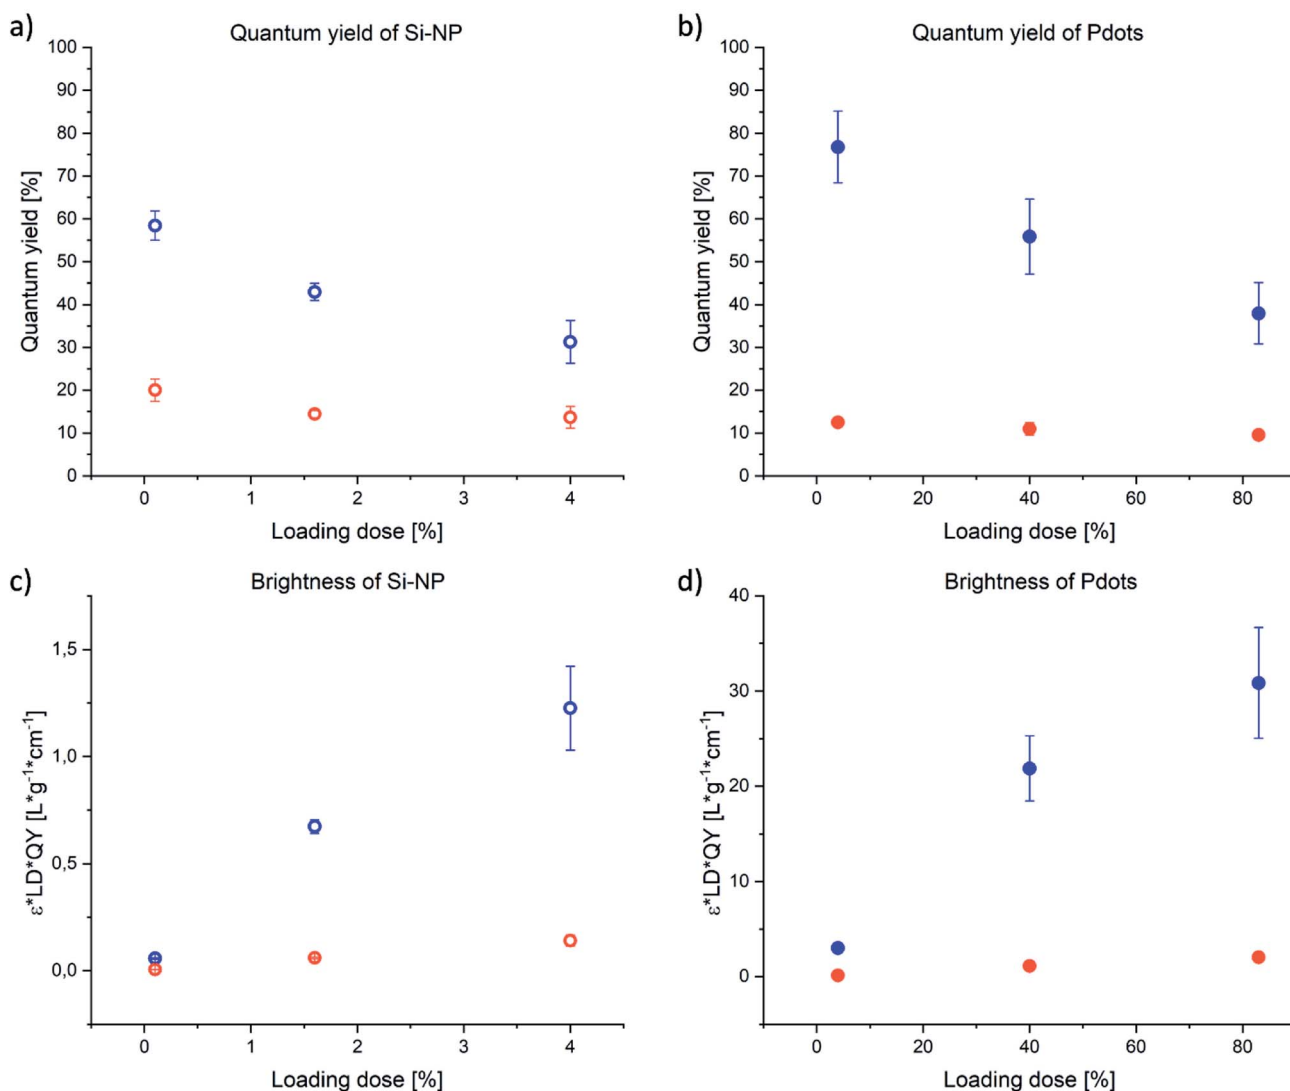 a)
Quantum yield of Si-NP
100
90
80
70
60
50
40
30
20
10
0
Quantum yield [%]
0 1 2 3 4
Loading dose [%]
b)
Quantum yield of Pdots
100
90
80
70
60
50
40
30
20
10
0
Quantum yield [%]
0 20 40 60 80
Loading dose [%]
c)
Brightness of Si-NP
1,5
1,0
0,5
0,0
ε*LD*QY [L*g⁻¹*cm⁻¹]
0 1 2 3 4
Loading dose [%]
d)
Brightness of Pdots
40
30
20
10
0
ε*LD*QY [L*g⁻¹*cm⁻¹]
0 20 40 60 80
Loading dose [%]